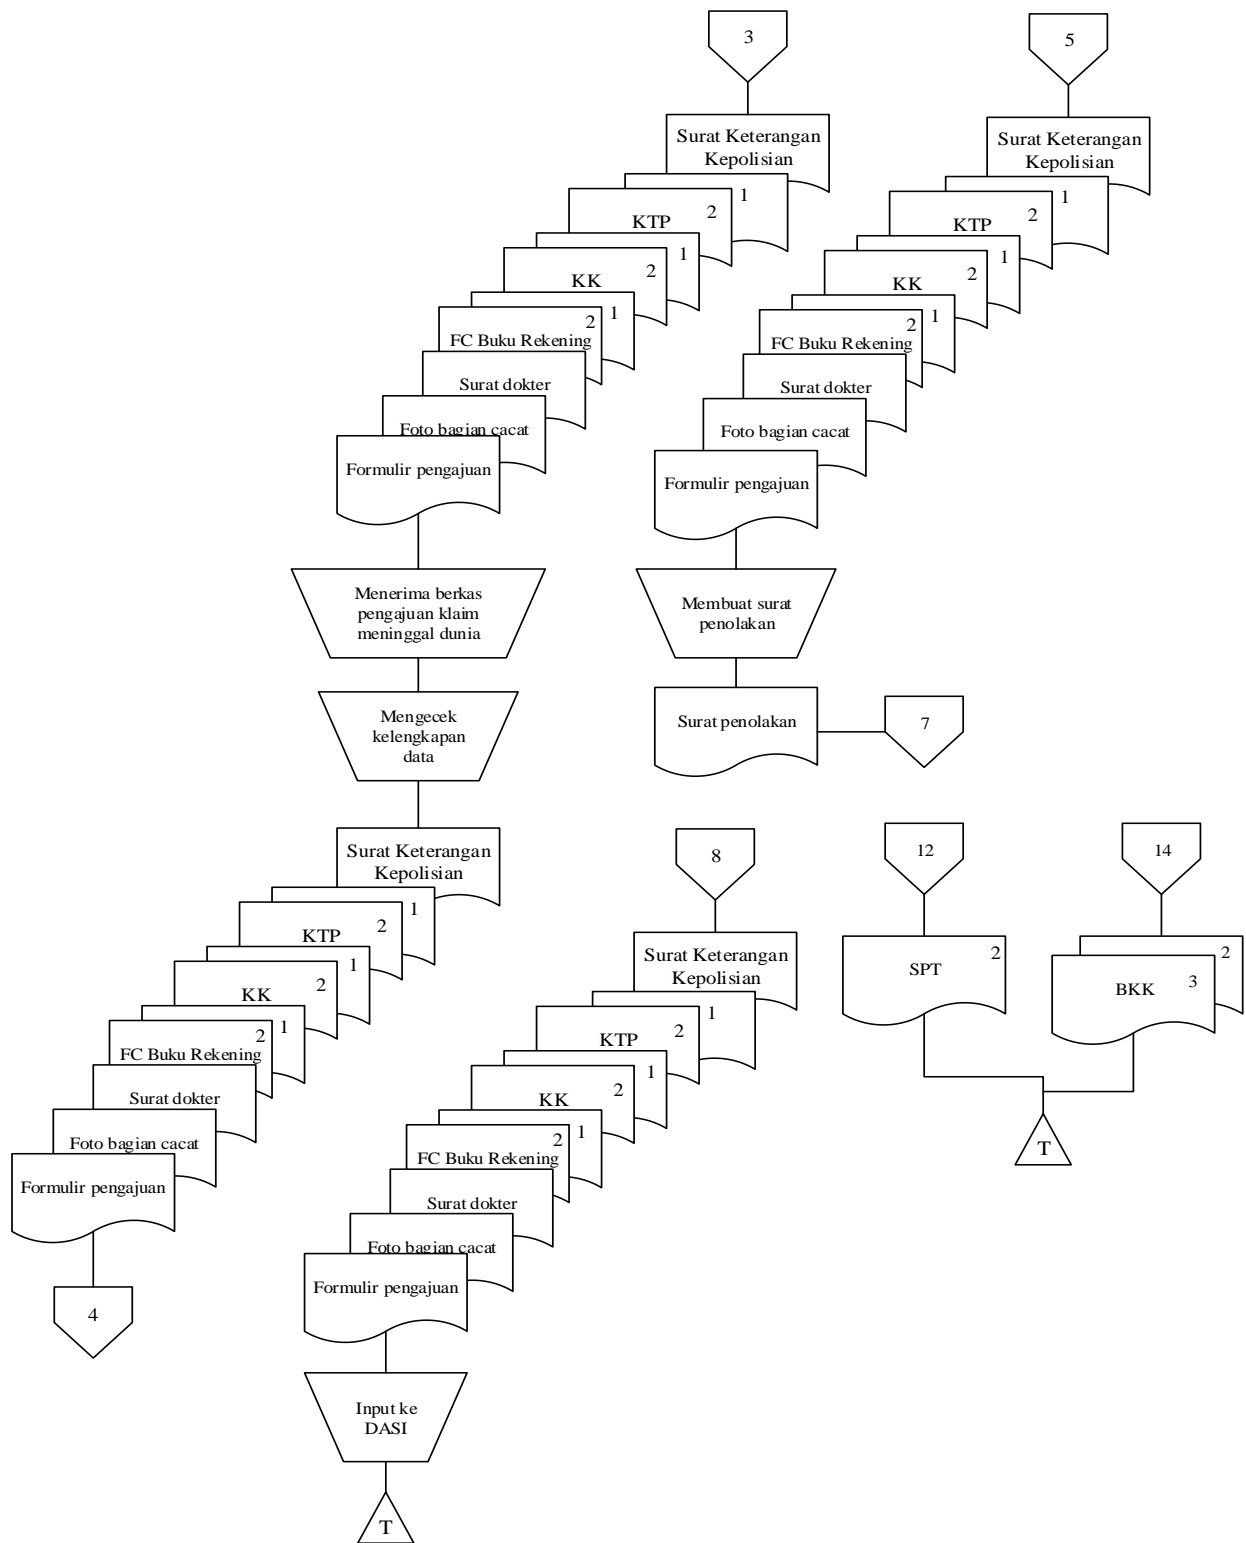 3
Surat Keterangan
Kepolisian
1
2
KTP
1
2
KK
1
2
FC Buku Rekening
Surat dokter
Foto bagian cacat
Formulir pengajuan
Menerima berkas
pengajuan klaim
meninggal dunia
Mengecek
kelengkapan
data
Surat Keterangan
Kepolisian
1
2
KTP
1
2
KK
1
2
FC Buku Rekening
Surat dokter
Foto bagian cacat
Formulir pengajuan
4
5
Surat Keterangan
Kepolisian
1
2
KTP
1
2
KK
1
2
FC Buku Rekening
Surat dokter
Foto bagian cacat
Formulir pengajuan
Membuat surat
penolakan
Surat penolakan
7
8
Surat Keterangan
Kepolisian
1
2
KTP
1
2
KK
1
2
FC Buku Rekening
Surat dokter
Foto bagian cacat
Formulir pengajuan
Input ke
DASI
T
12
2
SPT
14
2
BKK 3
T